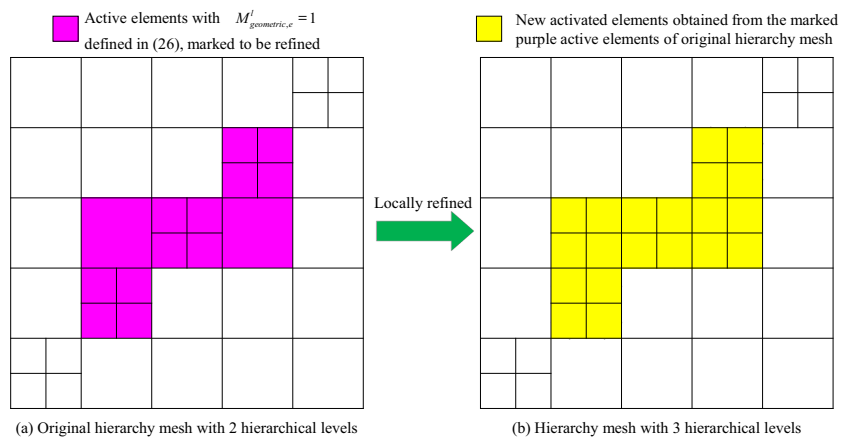 Active elements with M^l_{geometric,e} = 1
defined in (26), marked to be refined
New activated elements obtained from the marked
purple active elements of original hierarchy mesh
Locally refined
(a) Original hierarchy mesh with 2 hierarchical levels
(b) Hierarchy mesh with 3 hierarchical levels